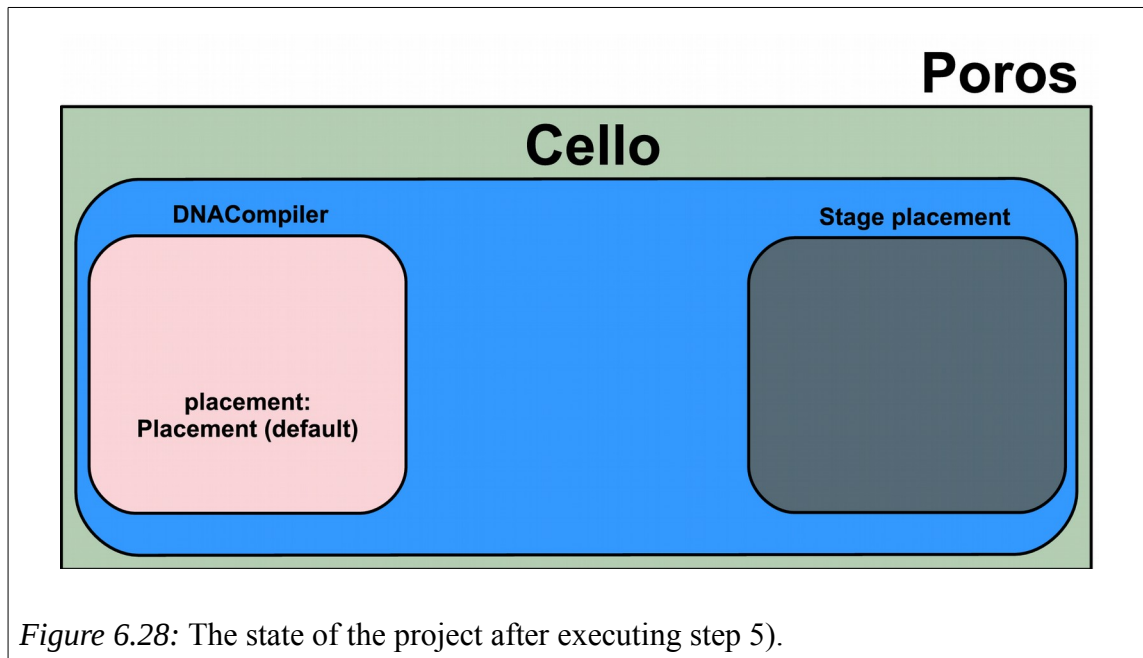 Poros
Cello
DNACompiler
Stage placement
placement:
Placement (default)
Figure 6.28: The state of the project after executing step 5).